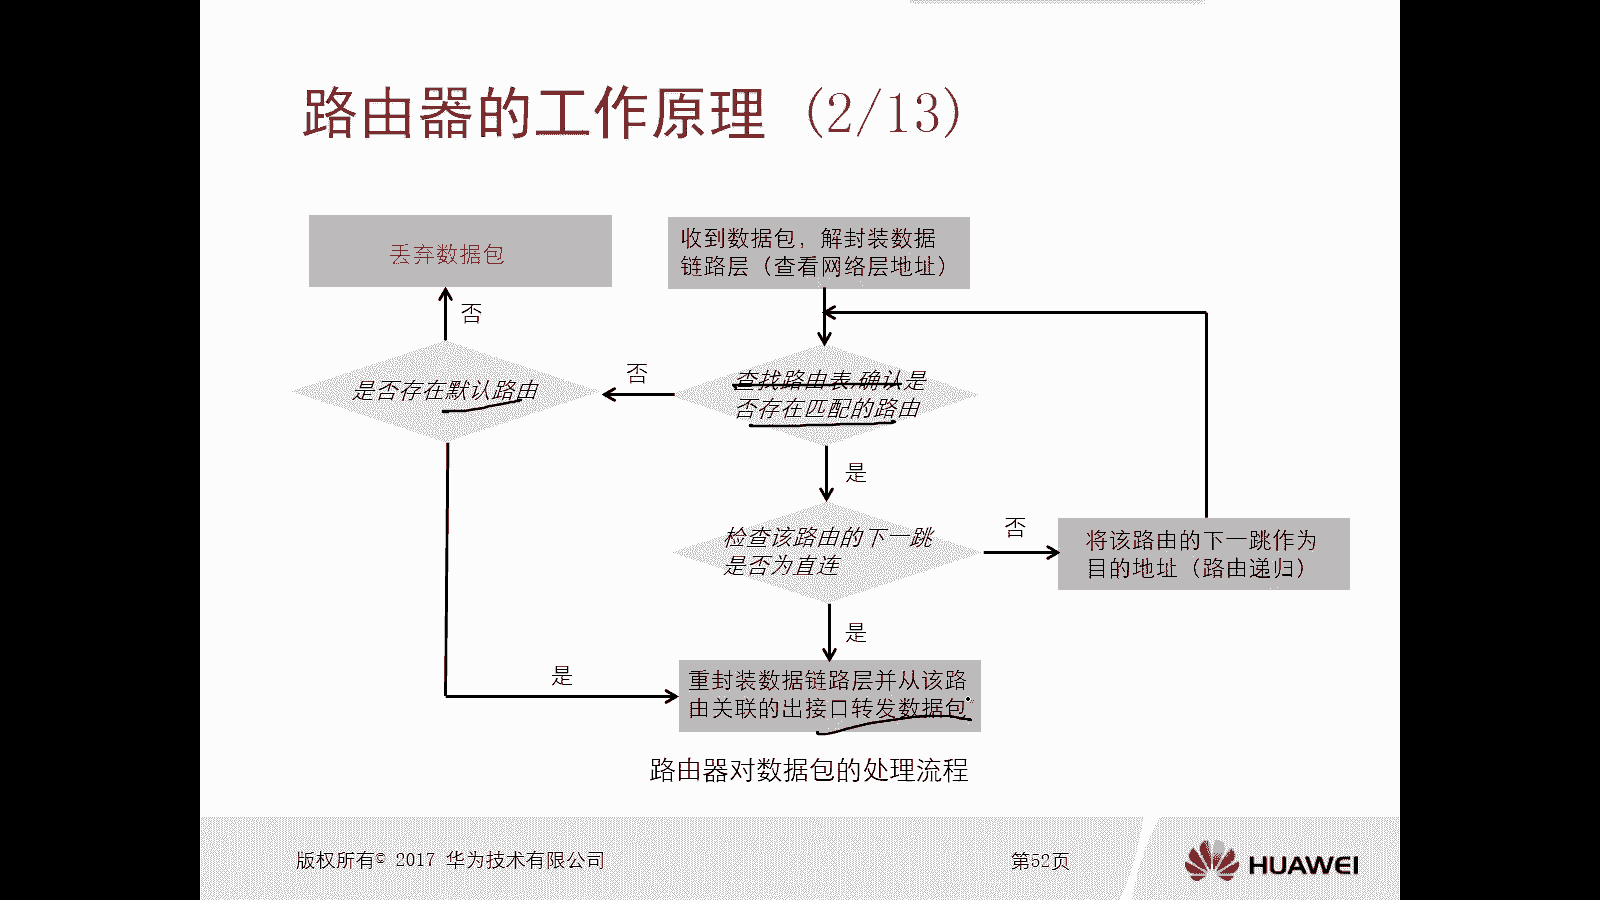 路由器的工作原理 (2/13)
丢弃数据包
收到数据包，解封装数据
链路层（查看网络层地址）
否
是否存在默认路由
否
查找路由表,确认是
否存在匹配的路由
是
检查该路由的下一跳
是否为直连
否
将该路由的下一跳作为
目的地址（路由递归）
是
是
重封装数据链路层并从该路
由关联的出接口转发数据包
路由器对数据包的处理流程
版权所有© 2017 华为技术有限公司
第52页
HUAWEI